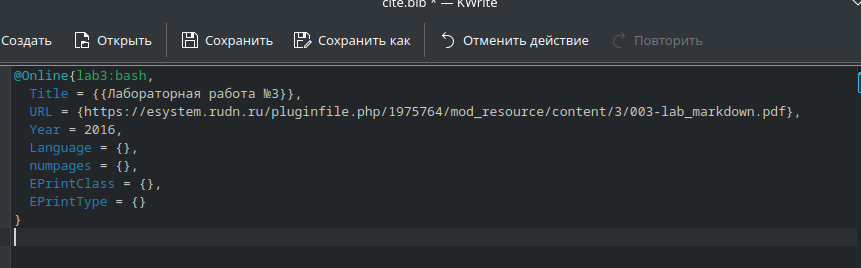 cite.bib * — KWrite
Создать Открыть Сохранить Сохранить как Отменить действие Повторить
@Online{lab3:bash,
Title = {{Лабораторная работа №3}},
URL = {https://esystem.rudn.ru/pluginfile.php/1975764/mod_resource/content/3/003-lab_markdown.pdf},
Year = 2016,
Language = {},
numpages = {},
EPrintClass = {},
EPrintType = {}
}